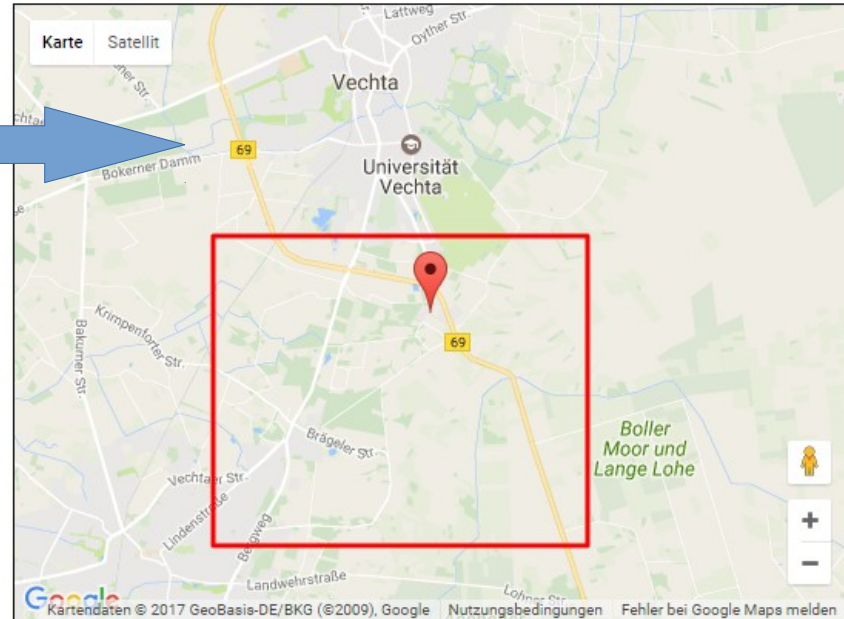 Lattweg
Oyther Str.
Karte Satellit
Vechta
69
Bokerner Damm
Universität
Vechta
69
Krimpenforter Str.
Bakumer Str.
Brägeler Str.
Boller
Moor und
Lange Lohe
Vechtaer Str.
Lindenstraße
Bergweg
Landwehrstraße
Lohner Str.
Google
Kartendaten © 2017 GeoBasis-DE/BKG (©2009), Google Nutzungsbedingungen Fehler bei Google Maps melden